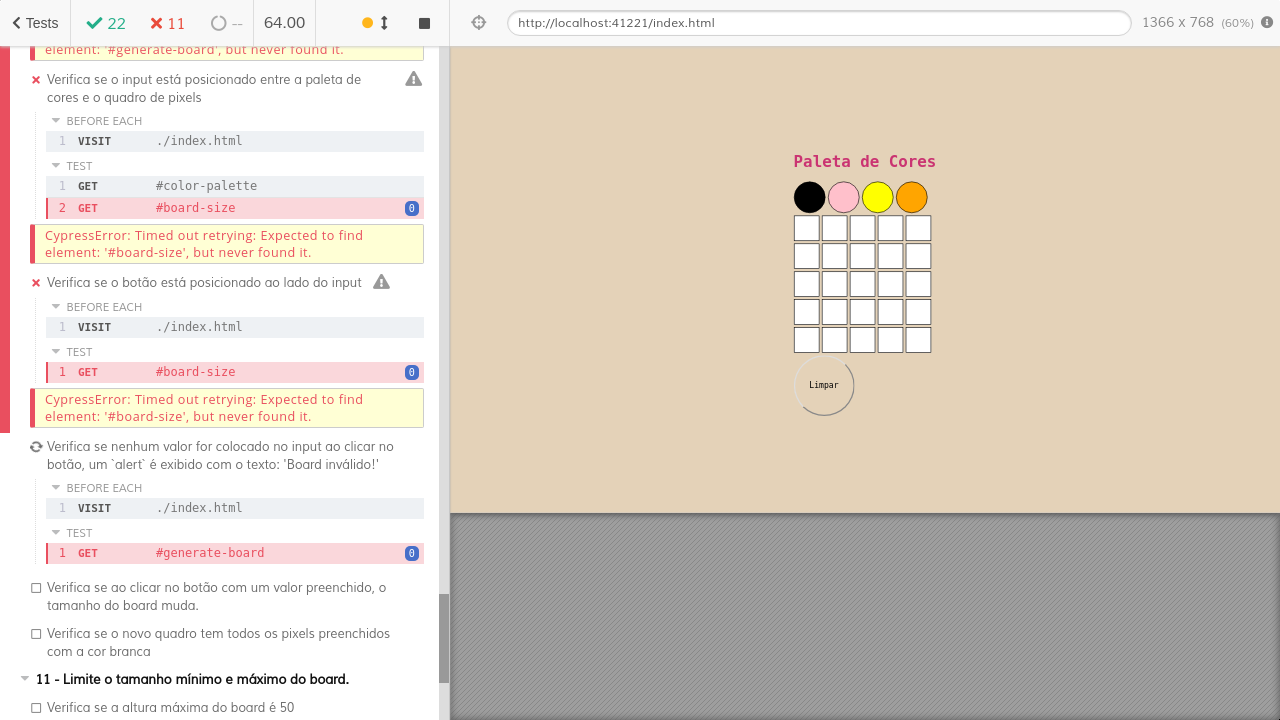 Tests
22
11
--
64.00
http://localhost:41221/index.html
1366 x 768 (60%)
element: '#generate-board', but never found it.
Verifica se o input está posicionado entre a paleta de
cores e o quadro de pixels
BEFORE EACH
1 VISIT ./index.html
TEST
1 GET #color-palette
2 GET #board-size 0
CypressError: Timed out retrying: Expected to find
element: '#board-size', but never found it.
Verifica se o botão está posicionado ao lado do input
BEFORE EACH
1 VISIT ./index.html
TEST
1 GET #board-size 0
CypressError: Timed out retrying: Expected to find
element: '#board-size', but never found it.
Verifica se nenhum valor for colocado no input ao clicar no
botão, um `alert` é exibido com o texto: 'Board inválido!'
BEFORE EACH
1 VISIT ./index.html
TEST
1 GET #generate-board 0
Verifica se ao clicar no botão com um valor preenchido, o
tamanho do board muda.
Verifica se o novo quadro tem todos os pixels preenchidos
com a cor branca
11 - Limite o tamanho mínimo e máximo do board.
Verifica se a altura máxima do board é 50
Paleta de Cores
Limpar